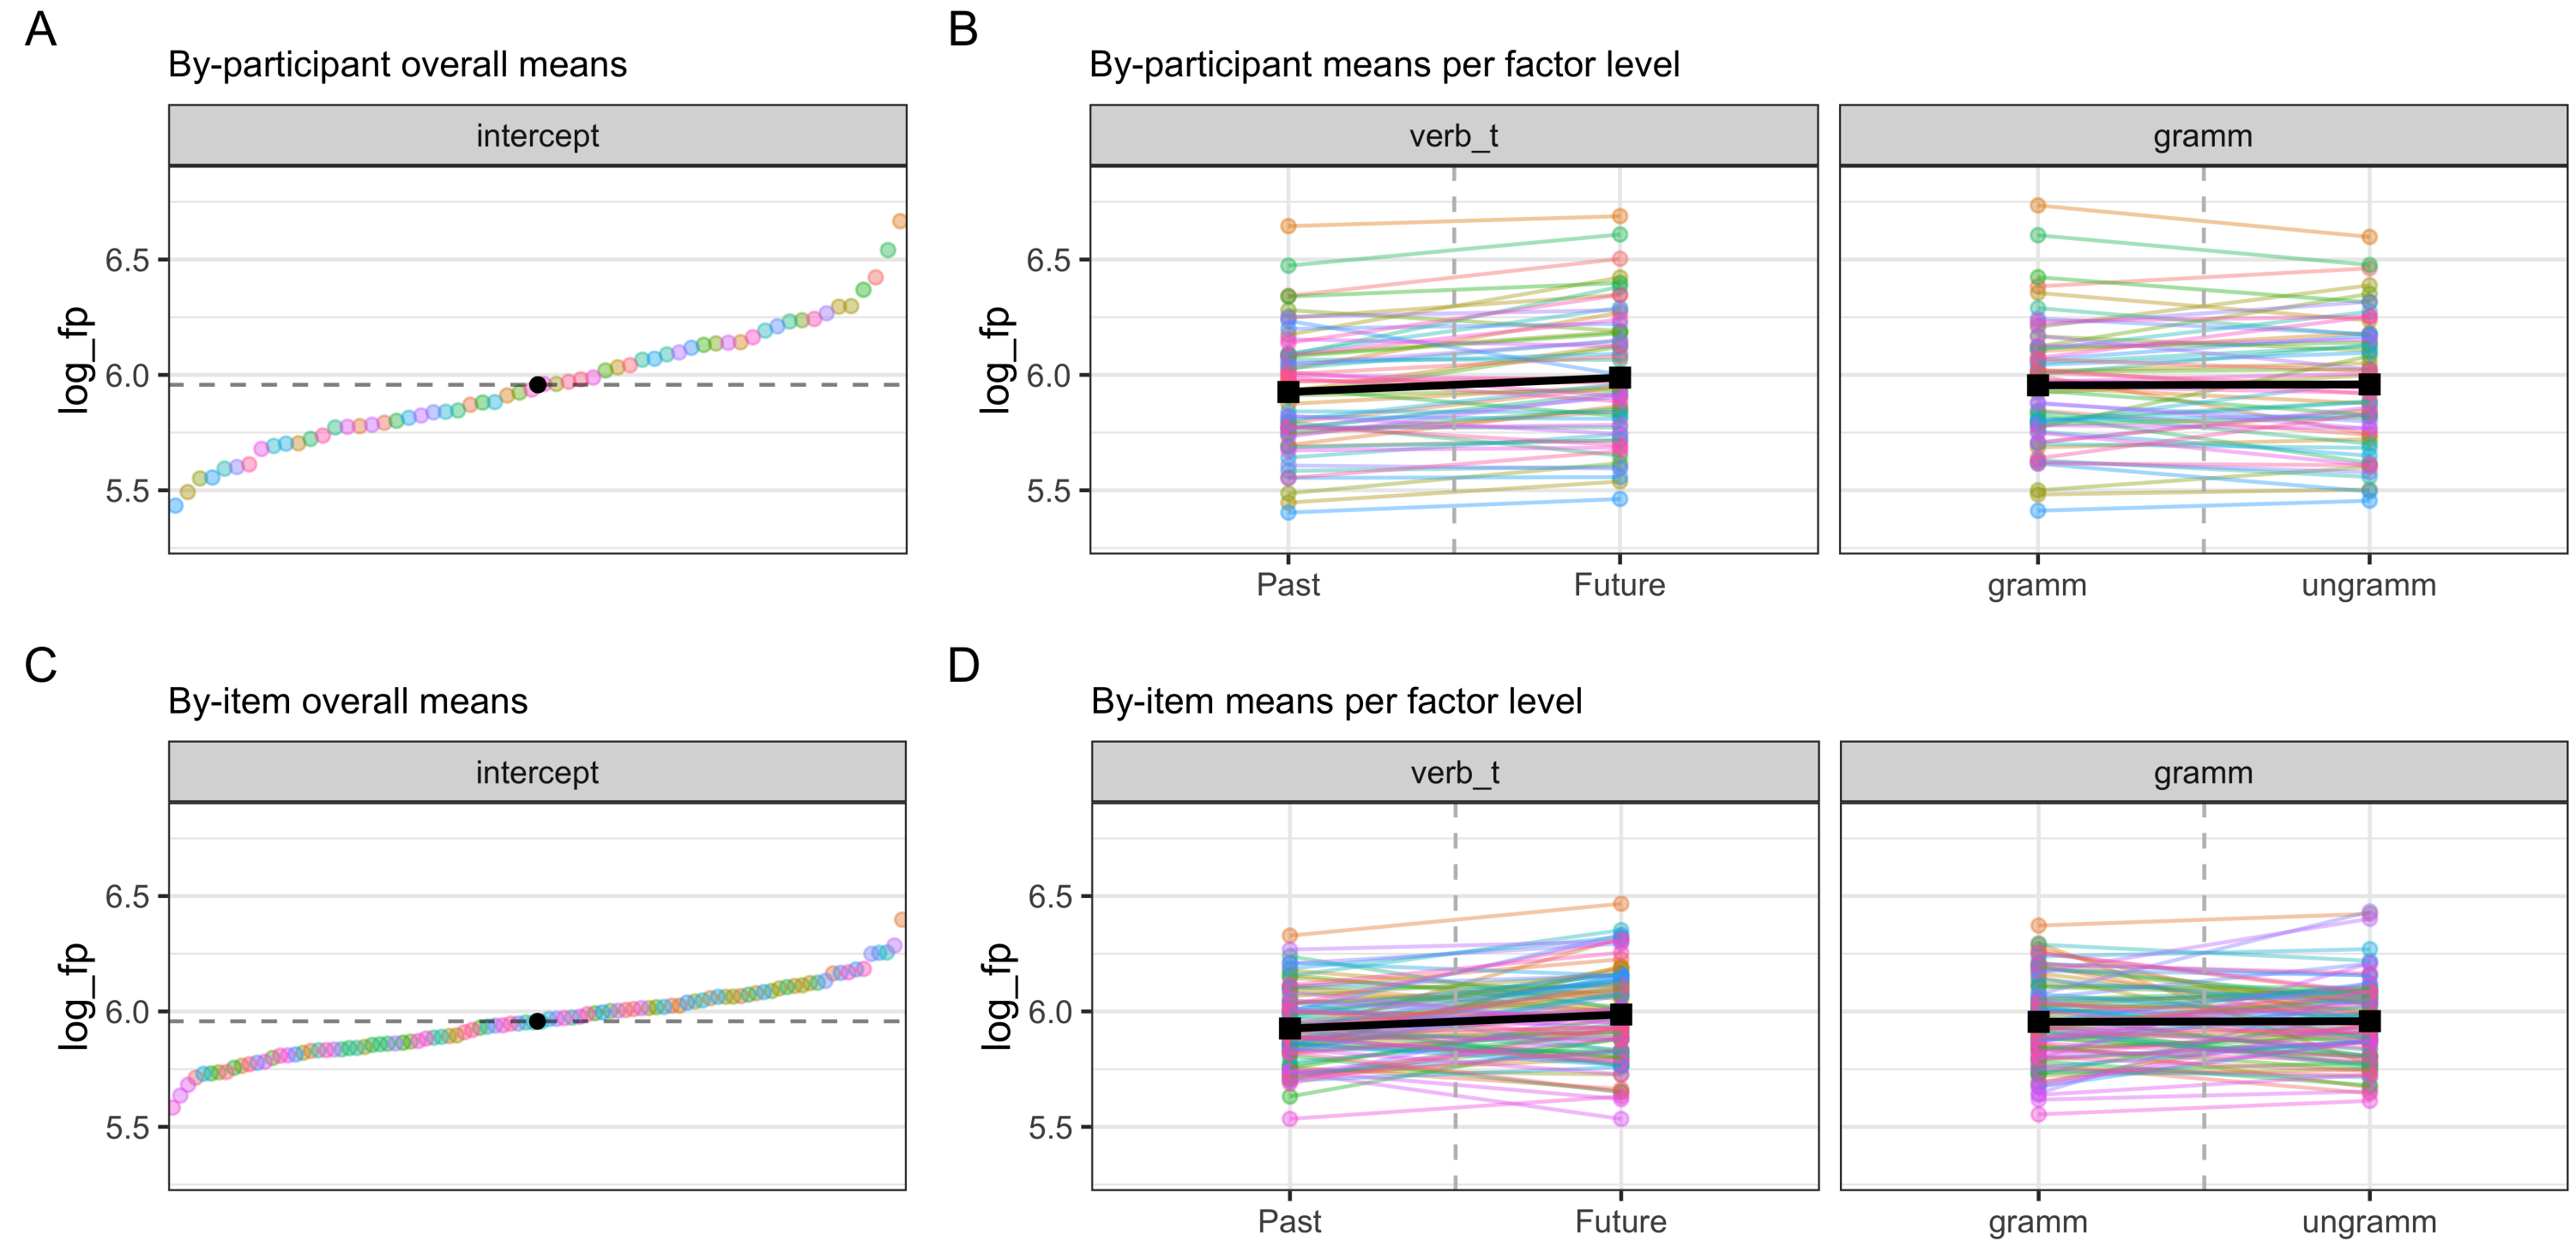 A
By-participant overall means
intercept
log_fp
6.5
6.0
5.5
B
By-participant means per factor level
verb_t
gramm
log_fp
6.5
6.0
5.5
Past
Future
gramm
ungramm
C
By-item overall means
intercept
log_fp
6.5
6.0
5.5
D
By-item means per factor level
verb_t
gramm
log_fp
6.5
6.0
5.5
Past
Future
gramm
ungramm